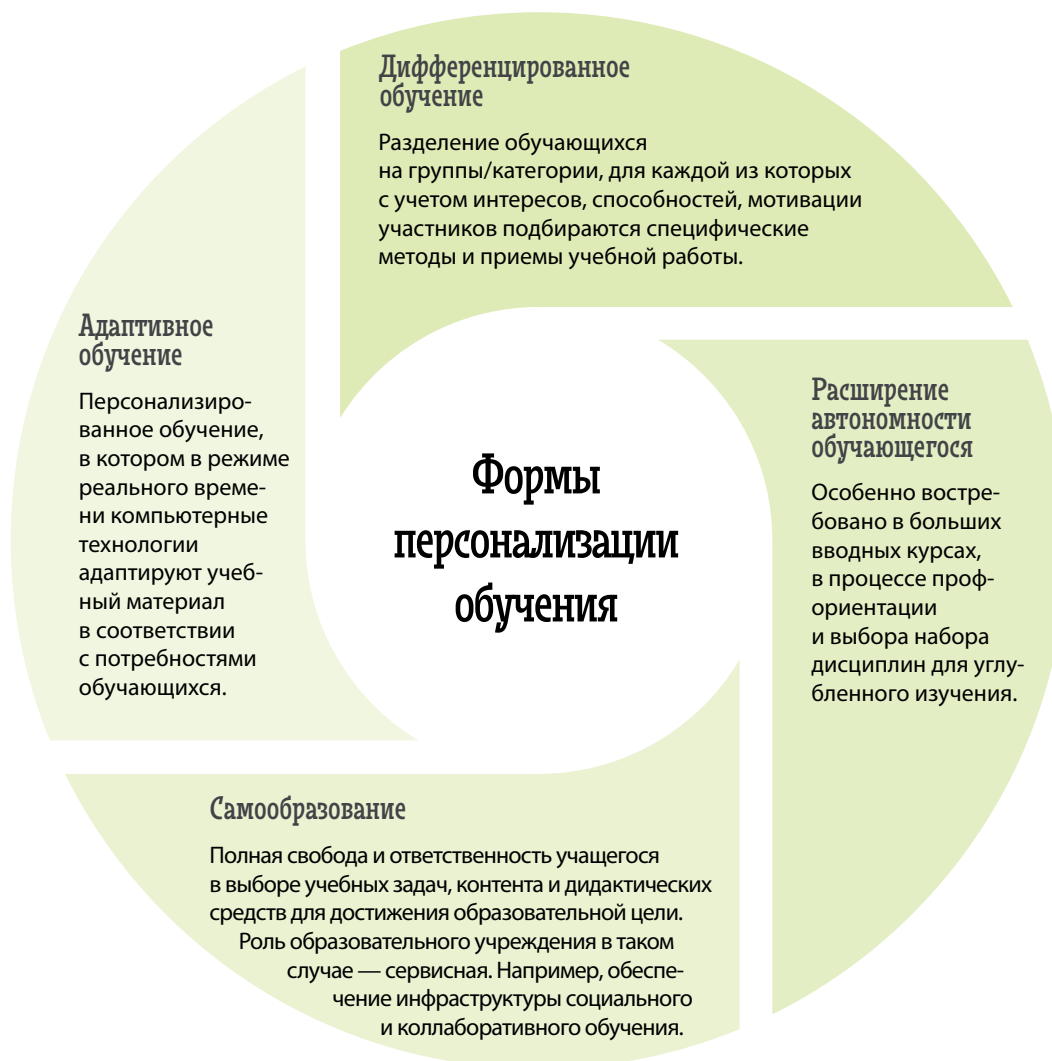 Дифференцированное
обучение
Разделение обучающихся
на группы/категории, для каждой из которых
с учетом интересов, способностей, мотивации
участников подбираются специфические
методы и приемы учебной работы.
Адаптивное
обучение
Персонализиро-
ванное обучение,
в котором в режиме
реального време-
ни компьютерные
технологии
адаптируют учеб-
ный материал
в соответствии
с потребностями
обучающихся.
Формы
персонализации
обучения
Расширение
автономности
обучающегося
Особенно востре-
бовано в больших
вводных курсах,
в процессе проф-
ориентации
и выбора набора
дисциплин для углу-
бленного изучения.
Самообразование
Полная свобода и ответственность учащегося
в выборе учебных задач, контента и дидактических
средств для достижения образовательной цели.
Роль образовательного учреждения в таком
случае — сервисная. Например, обеспе-
чение инфраструктуры социального
и коллаборативного обучения.